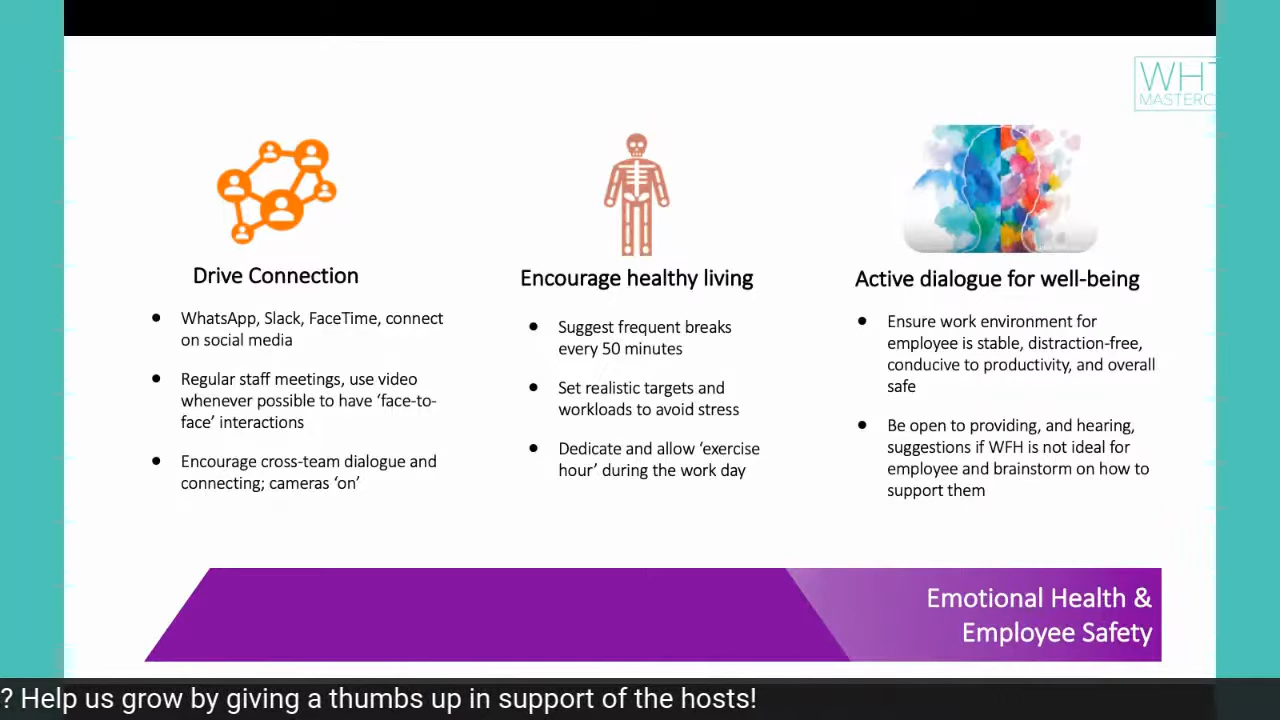 WHT
MASTERC
Drive Connection
● WhatsApp, Slack, FaceTime, connect
on social media
● Regular staff meetings, use video
whenever possible to have ‘face-to-
face’ interactions
● Encourage cross-team dialogue and
connecting; cameras ‘on’
Encourage healthy living
● Suggest frequent breaks
every 50 minutes
● Set realistic targets and
workloads to avoid stress
● Dedicate and allow ‘exercise
hour’ during the work day
Active dialogue for well-being
● Ensure work environment for
employee is stable, distraction-free,
conducive to productivity, and overall
safe
● Be open to providing, and hearing,
suggestions if WFH is not ideal for
employee and brainstorm on how to
support them
Emotional Health &
Employee Safety
? Help us grow by giving a thumbs up in support of the hosts!